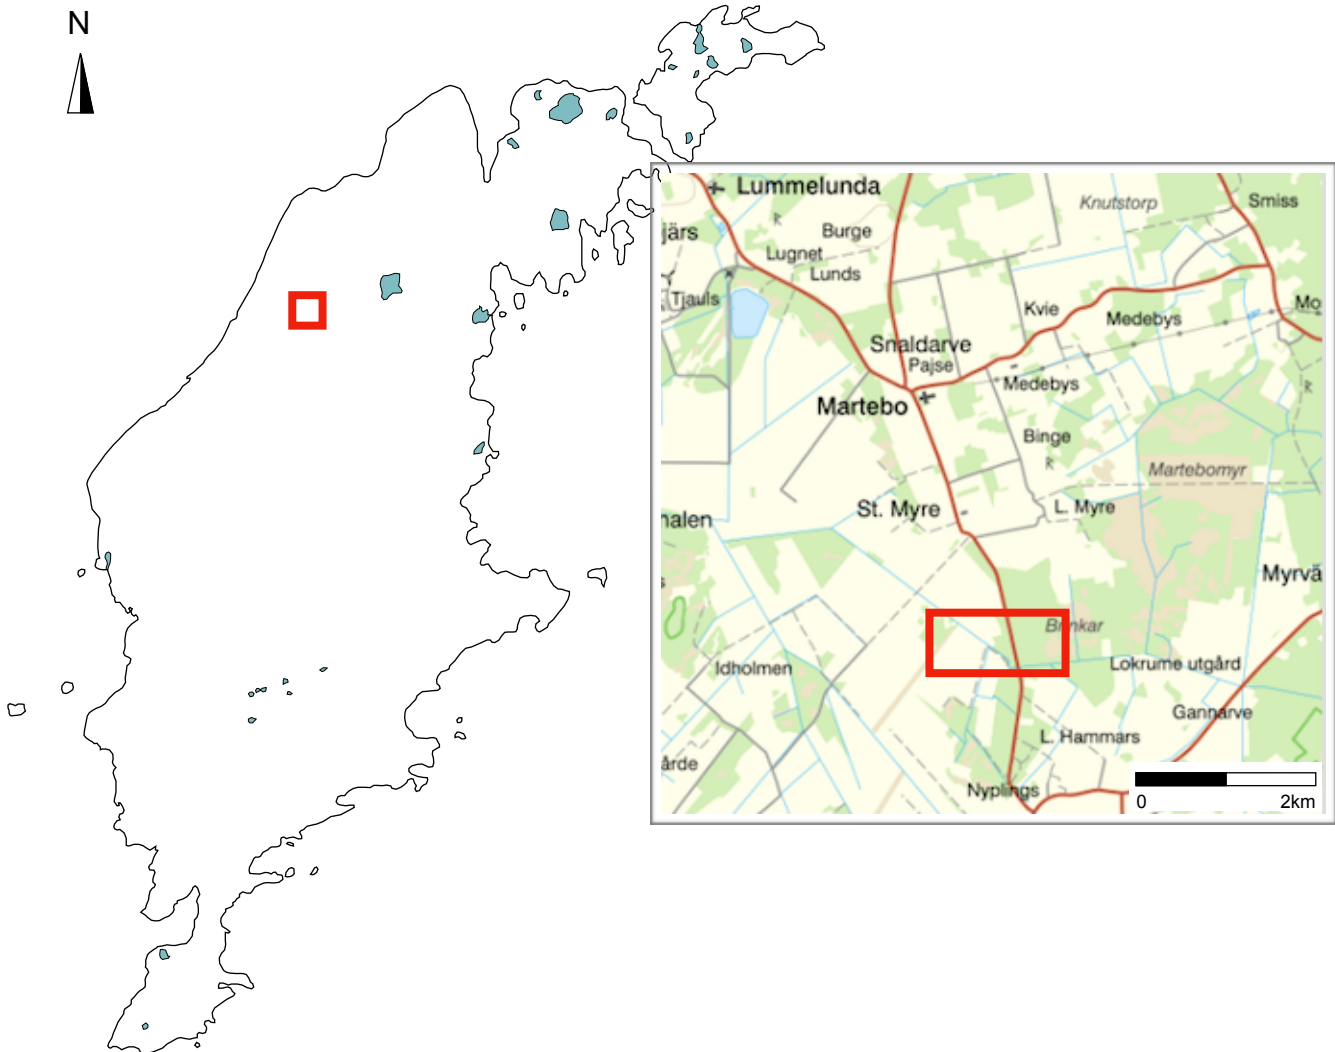 N
Lummelunda
Knutstorp
Smiss
järs
Burge
Lugnet
Lunds
Tjauls
Kvie
Medebys
Mo
Snaldarve
Pajse
Medebys
Martebo
Binge
R
Martebomyr
St. Myre
L. Myre
nalen
Myrvä
Brinkar
Idholmen
Lokrume utgård
Gannarve
L. Hammars
årde
Nyplings
0 2km